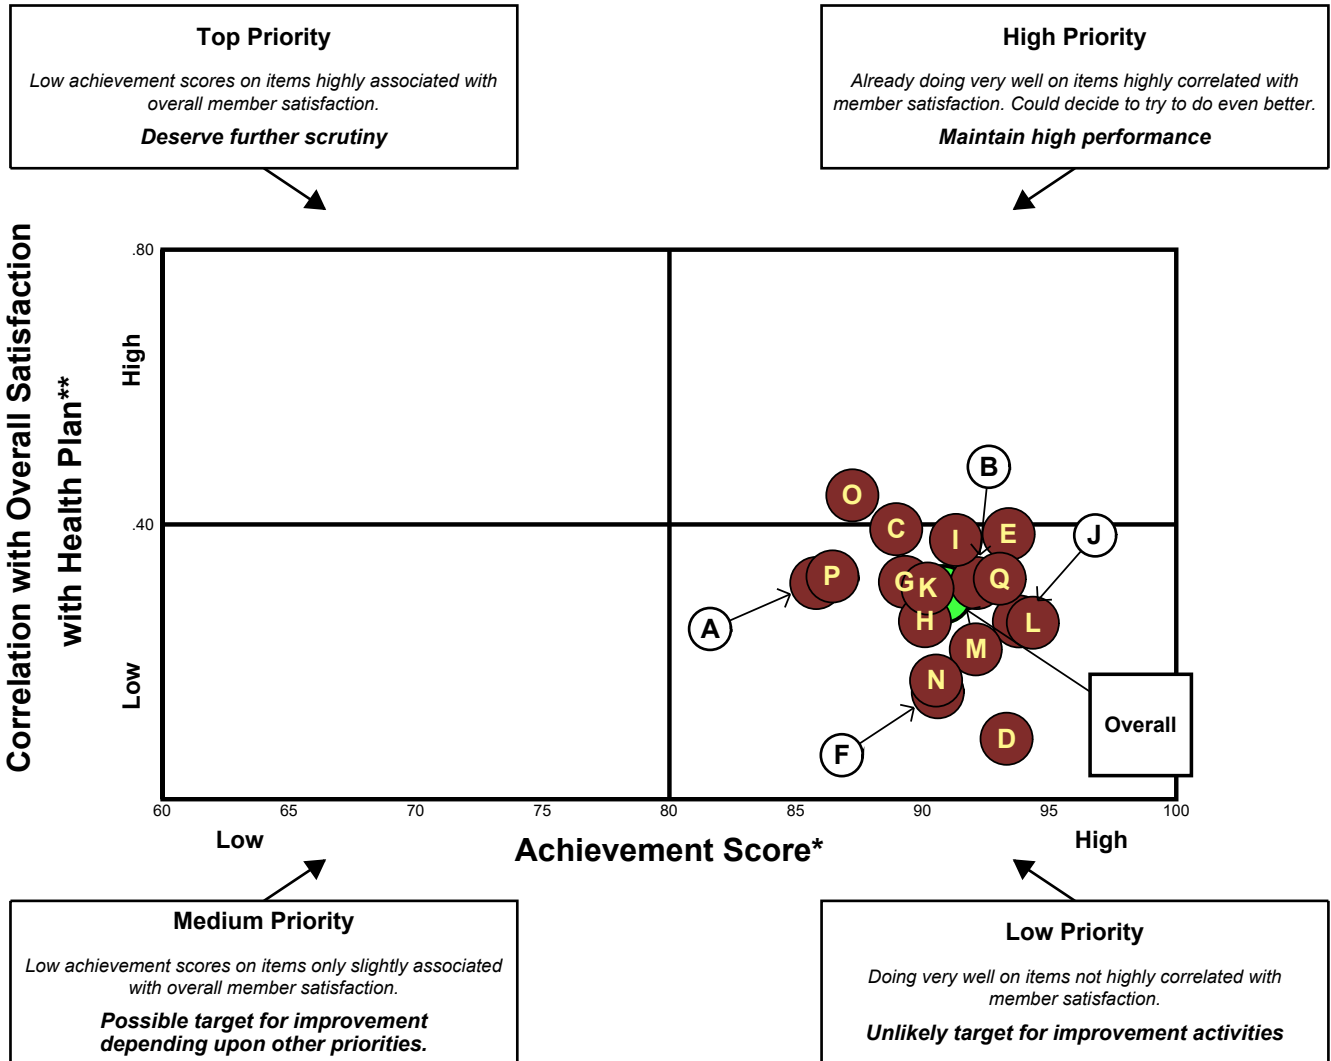 Top Priority
Low achievement scores on items highly associated with
overall member satisfaction.
Deserve further scrutiny
High Priority
Already doing very well on items highly correlated with
member satisfaction. Could decide to try to do even better.
Maintain high performance
Correlation with Overall Satisfaction
with Health Plan**
High
Low
.80
.40
B
O
C
I
E
J
P
G
K
Q
A
H
L
M
N
F
D
Overall
60
65
70
75
80
85
90
95
100
Low
Achievement Score*
High
Medium Priority
Low achievement scores on items only slightly associated
with overall member satisfaction.
Possible target for improvement
depending upon other priorities.
Low Priority
Doing very well on items not highly correlated with
member satisfaction.
Unlikely target for improvement activities